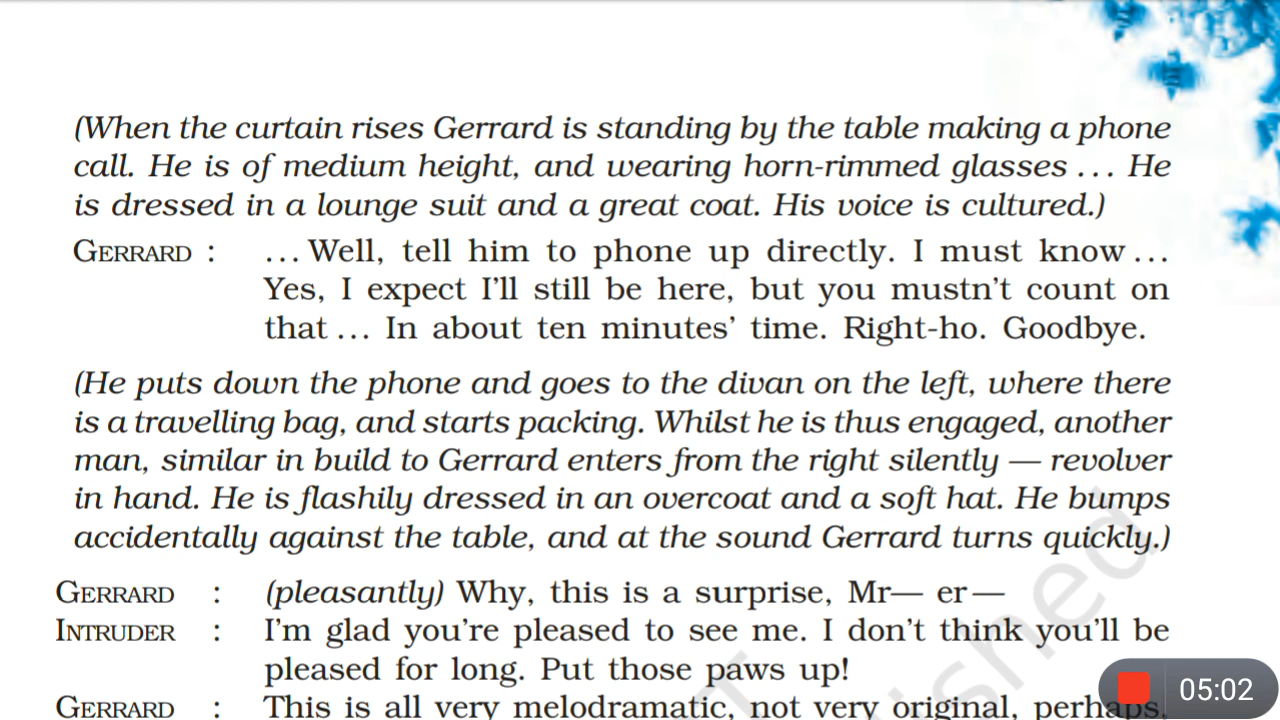 (When the curtain rises Gerrard is standing by the table making a phone
call. He is of medium height, and wearing horn-rimmed glasses ... He
is dressed in a lounge suit and a great coat. His voice is cultured.)
GERRARD : ... Well, tell him to phone up directly. I must know ...
Yes, I expect I'll still be here, but you mustn't count on
that ... In about ten minutes' time. Right-ho. Goodbye.
(He puts down the phone and goes to the divan on the left, where there
is a travelling bag, and starts packing. Whilst he is thus engaged, another
man, similar in build to Gerrard enters from the right silently — revolver
in hand. He is flashily dressed in an overcoat and a soft hat. He bumps
accidentally against the table, and at the sound Gerrard turns quickly.)
GERRARD : (pleasantly) Why, this is a surprise, Mr— er —
INTRUDER : I'm glad you're pleased to see me. I don't think you'll be
pleased for long. Put those paws up!
GERRARD : This is all very melodramatic, not very original, perhaps,
05:02